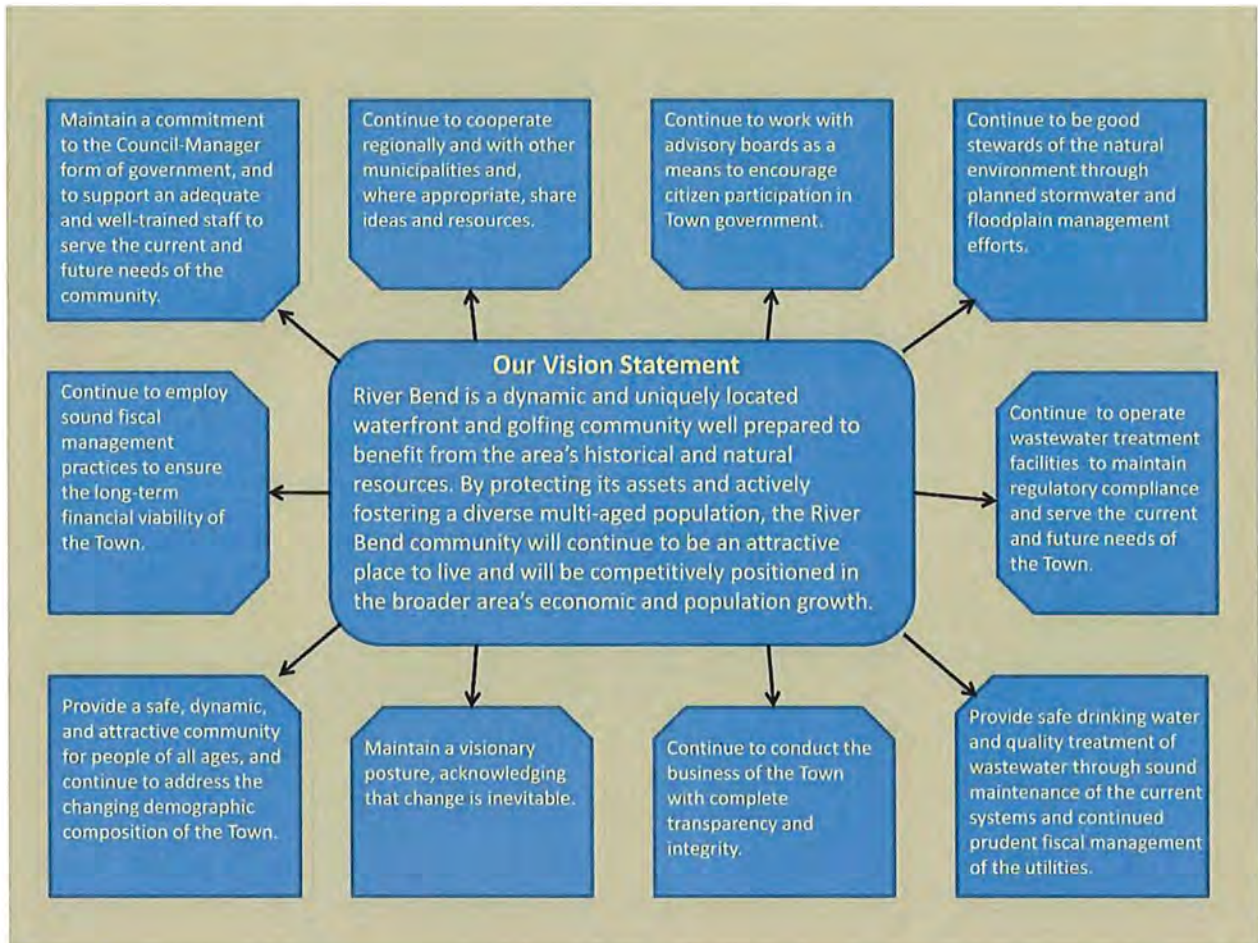 Maintain a commitment
to the Council-Manager
form of government, and
to support an adequate
and well-trained staff to
serve the current and
future needs of the
community.
Continue to cooperate
regionally and with other
municipalities and,
where appropriate, share
ideas and resources.
Continue to work with
advisory boards as a
means to encourage
citizen participation in
Town government.
Continue to be good
stewards of the natural
environment through
planned stormwater and
floodplain management
efforts.
Continue to employ
sound fiscal
management
practices to ensure
the long-term
financial viability of
the Town.
Our Vision Statement
River Bend is a dynamic and uniquely located
waterfront and golfing community well prepared to
benefit from the area's historical and natural
resources. By protecting its assets and actively
fostering a diverse multi-aged population, the River
Bend community will continue to be an attractive
place to live and will be competitively positioned in
the broader area's economic and population growth.
Continue to operate
wastewater treatment
facilities to maintain
regulatory compliance
and serve the current
and future needs of
the Town.
Provide a safe, dynamic,
and attractive community
for people of all ages, and
continue to address the
changing demographic
composition of the Town.
Maintain a visionary
posture, acknowledging
that change is inevitable.
Continue to conduct the
business of the Town
with complete
transparency and
integrity.
Provide safe drinking water
and quality treatment of
wastewater through sound
maintenance of the current
systems and continued
prudent fiscal management
of the utilities.